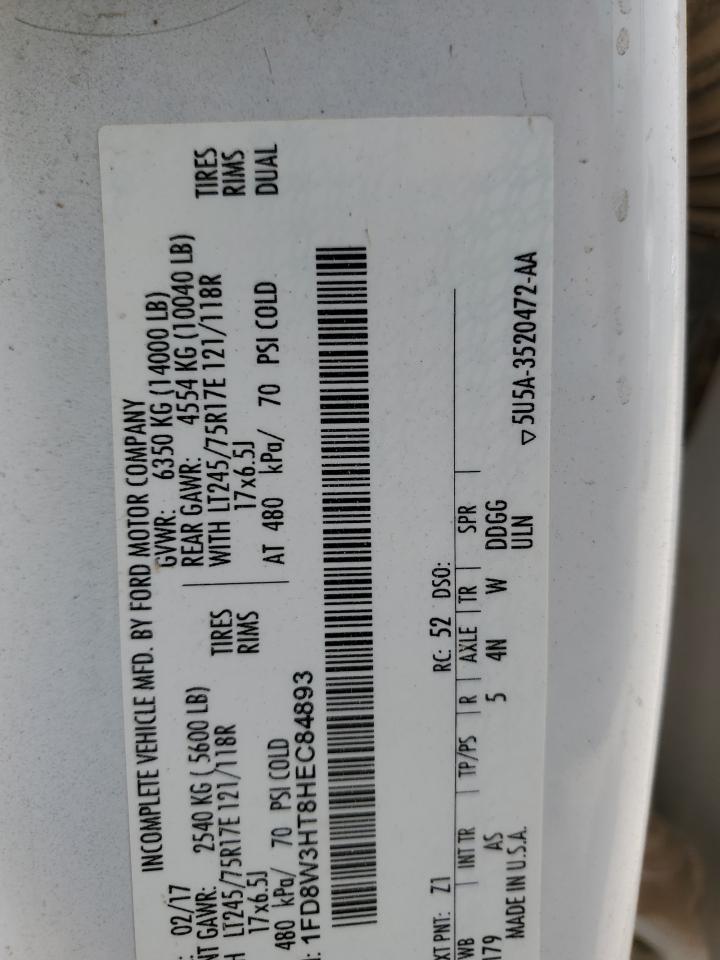 INCOMPLETE VEHICLE MFD. BY FORD MOTOR COMPANY
02/17 GVWR: 6350 KG (14000 LB)
NT GAWR: 2540 KG ( 5600 LB) REAR GAWR: 4554 KG (10040 LB)
H LT245/75R17E 121/118R TIRES WITH LT245/75R17E 121/118R TIRES
17x6.5J RIMS 17x6.5J RIMS
480 kPa/ 70 PSI COLD AT 480 kPa/ 70 PSI COLD DUAL
: 1FD8W3HT8HEC84893
XT PNT: Z1 RC: 52 DSO:
WB INT TR TP/PS R AXLE TR SPR
179 AS 5 4N W DDGG
MADE IN U.S.A. ULN
▽5U5A-3520472-AA